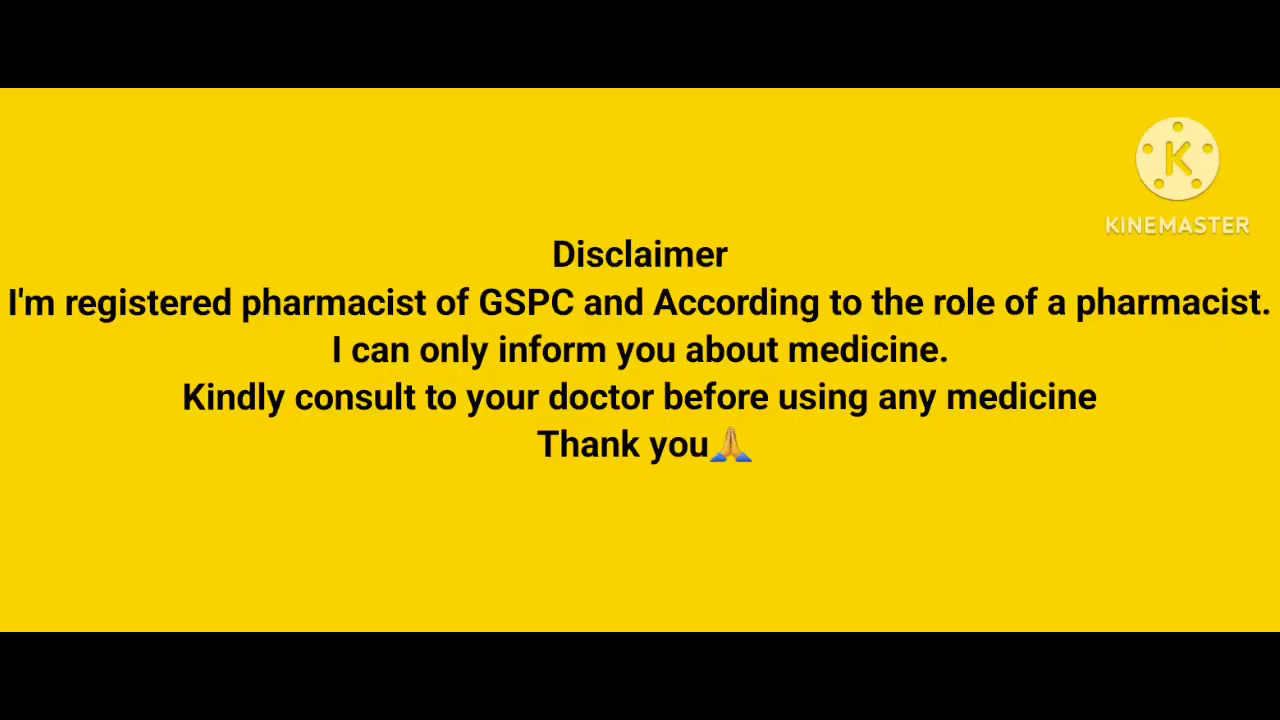 K
KINEMASTER
Disclaimer
I'm registered pharmacist of GSPC and According to the role of a pharmacist.
I can only inform you about medicine.
Kindly consult to your doctor before using any medicine
Thank you🙏